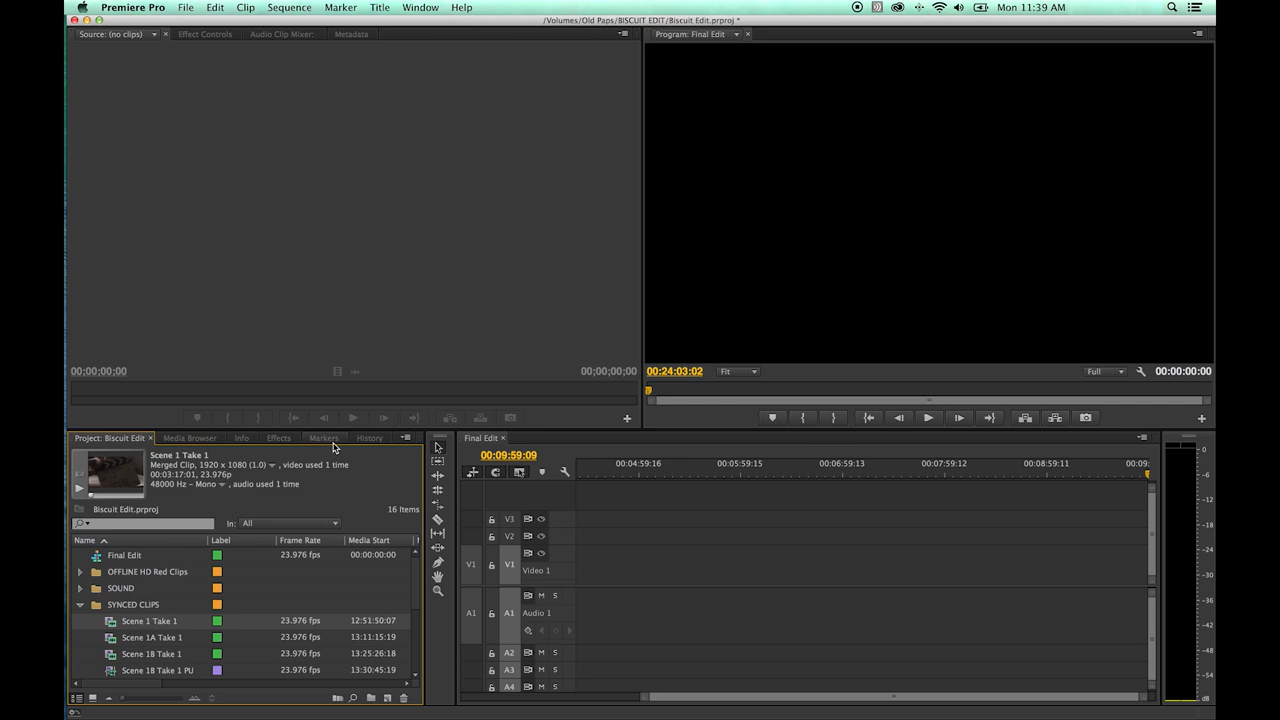 Premiere Pro File Edit Clip Sequence Marker Title Window Help Mon 11:39 AM
/Volumes/Old Paps/BISCUIT EDIT/Biscuit Edit.prproj *
Source: (no clips) Effect Controls Audio Clip Mixer: Metadata
Program: Final Edit
00;00;00;00 00;00;00;00
00:24:03:02 Fit Full 00:00:00:00
Project: Biscuit Edit Media Browser Info Effects Markers History
Scene 1 Take 1
Merged Clip, 1920 x 1080 (1.0) , video used 1 time
00:03:17:01, 23.976p
48000 Hz - Mono , audio used 1 time
Biscuit Edit.prproj 16 Items
In: All
Name Label Frame Rate Media Start
Final Edit 23.976 fps 00:00:00:00
OFFLINE HD Red Clips
SOUND
SYNCED CLIPS
Scene 1 Take 1 23.976 fps 12:51:50:07
Scene 1A Take 1 23.976 fps 13:11:15:19
Scene 1B Take 1 23.976 fps 13:25:26:18
Scene 1B Take 1 PU 23.976 fps 13:30:45:19
Final Edit
00:09:59:09
00:04:59:16 00:05:59:15 00:06:59:13 00:07:59:12 00:08:59:11 00:09:
V3
V2
V1 V1
Video 1
M S
A1 A1 Audio 1
A2 M S
A3 M S
A4 M S
0
-6
-12
-18
-24
-30
-36
-42
-48
-54
dB